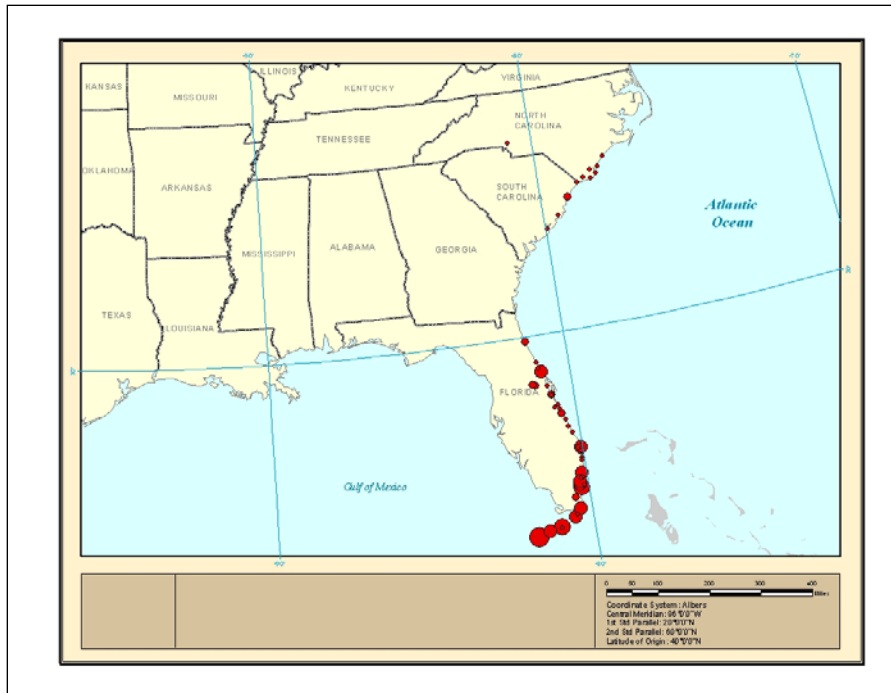 ILLINOIS
VIRGINIA
KANSAS
KENTUCKY
MISSOURI
NORTH
CAROLINA
TENNESSEE
OKLAHOMA
ARKANSAS
SOUTH
CAROLINA
Atlantic
Ocean
MISSISSIPPI
ALABAMA
GEORGIA
TEXAS
LOUISIANA
FLORIDA
Gulf of Mexico
0 50 100 200 300 400
Miles
Coordinate System: Albers
Central Meridian: 96°0'0"W
1st Std Parallel: 20°0'0"N
2nd Std Parallel: 60°0'0"N
Latitude of Origin: 40°0'0"N